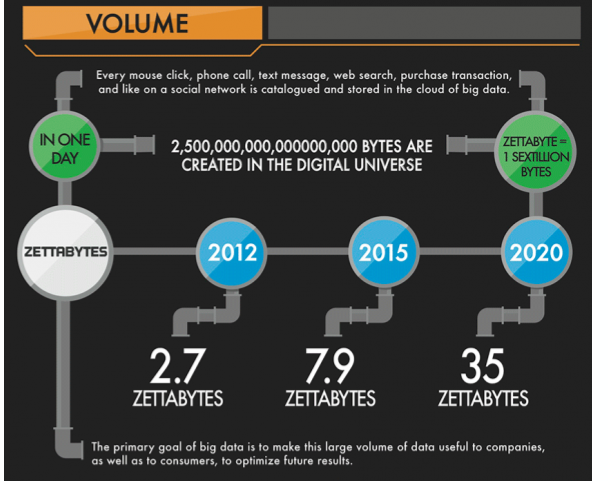 VOLUME
Every mouse click, phone call, text message, web search, purchase transaction,
and like on a social network is catalogued and stored in the cloud of big data.
IN ONE
DAY
2,500,000,000,000000,000 BYTES ARE
CREATED IN THE DIGITAL UNIVERSE
ZETTABYTE =
1 SEXTILLION
BYTES
ZETTABYTES
2012
2015
2020
2.7
ZETTABYTES
7.9
ZETTABYTES
35
ZETTABYTES
The primary goal of big data is to make this large volume of data useful to companies,
as well as to consumers, to optimize future results.